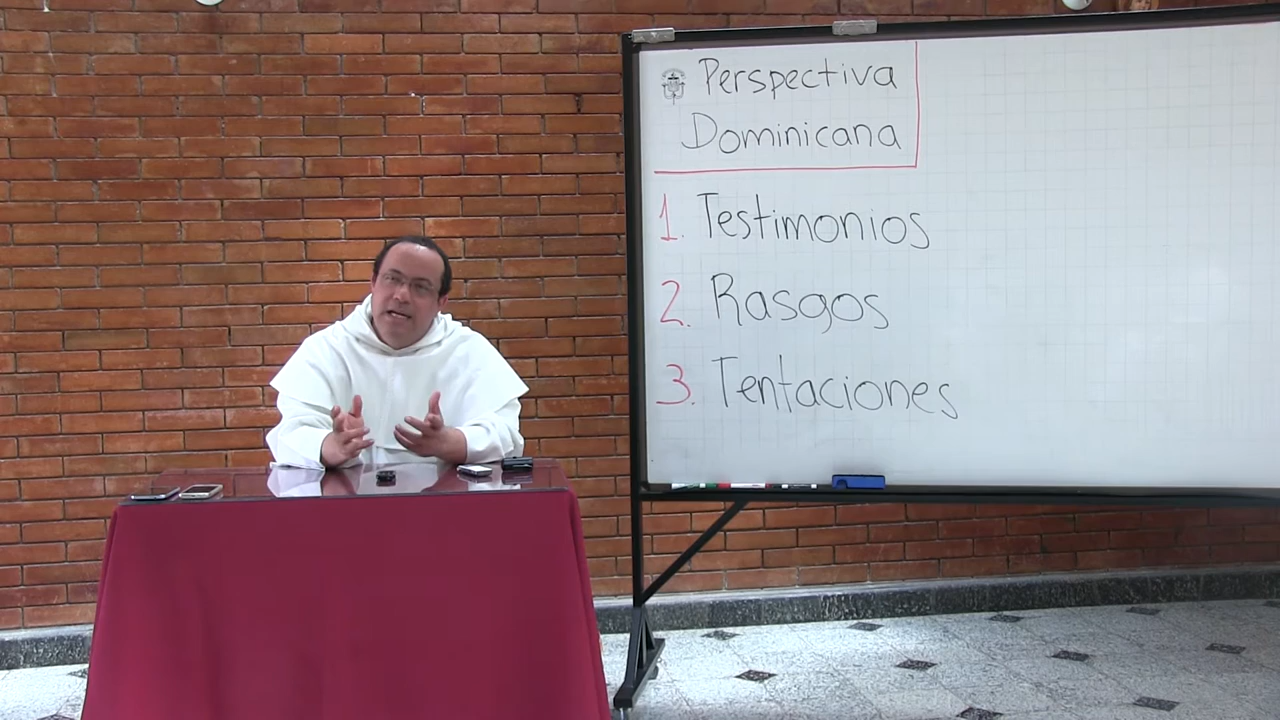 Perspectiva
Dominicana
1. Testimonios
2. Rasgos
3. Tentaciones